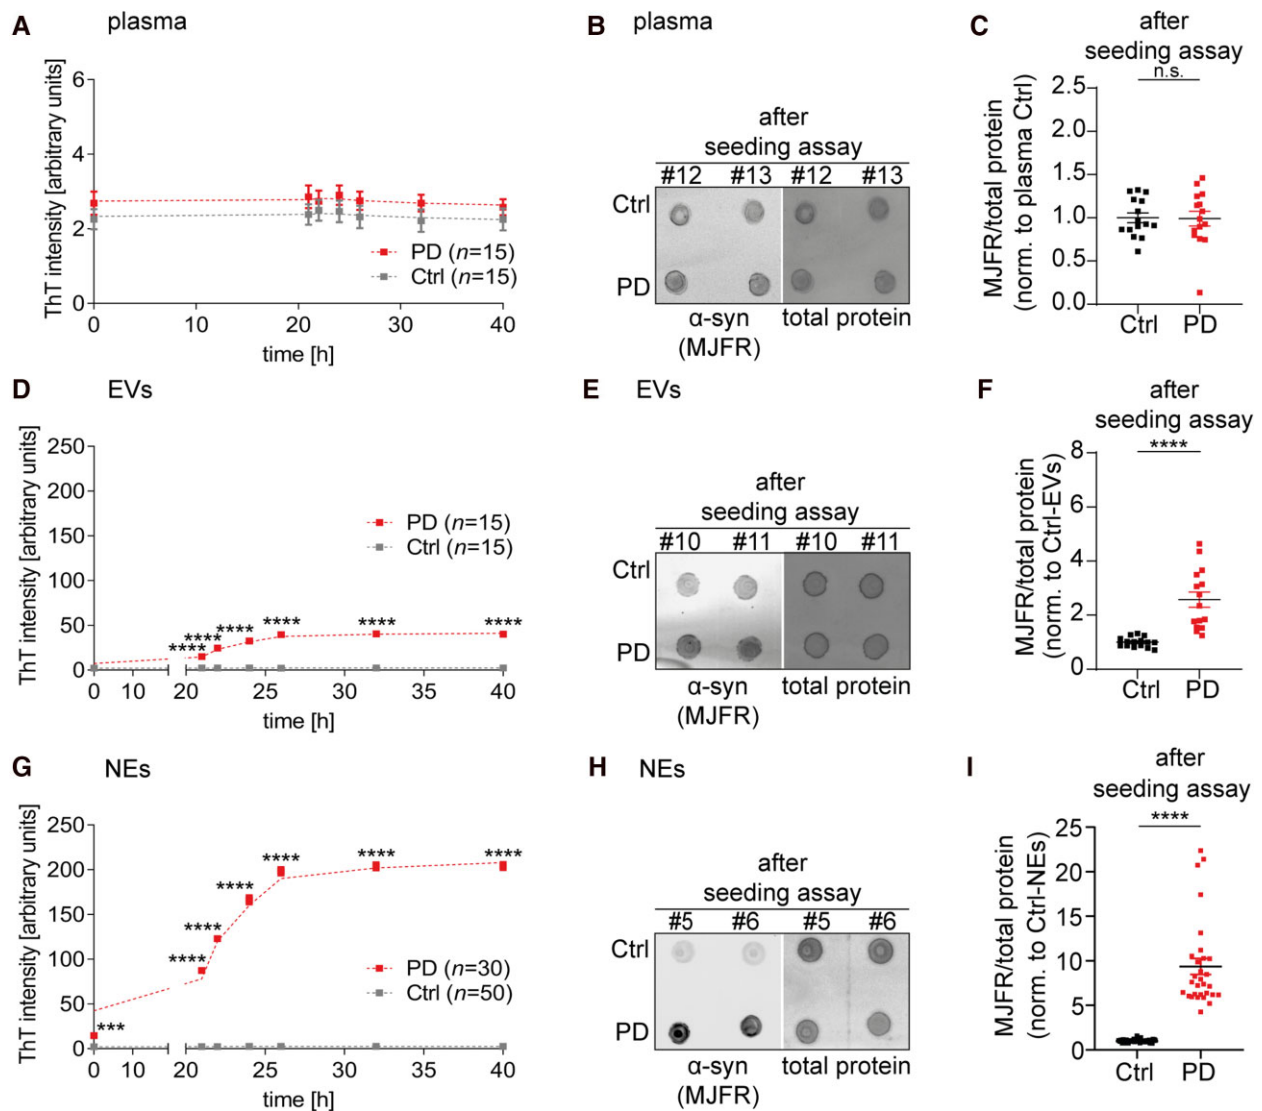 A plasma
ThT intensity [arbitrary units]
6
4
2
0
0 10 20 30 40
time [h]
PD (n=15)
Ctrl (n=15)
B plasma
after
seeding assay
#12 #13 #12 #13
Ctrl
PD
α-syn total protein
(MJFR)
C after
seeding assay
n.s.
MJFR/total protein
(norm. to plasma Ctrl)
2.5
2.0
1.5
1.0
0.5
0.0
Ctrl PD
D EVs
ThT intensity [arbitrary units]
250
200
150
100
50
0
PD (n=15)
Ctrl (n=15)
**** **** **** **** **** ****
0 10 20 25 30 35 40
time [h]
E EVs
after
seeding assay
#10 #11 #10 #11
Ctrl
PD
α-syn total protein
(MJFR)
F after
seeding assay
****
MJFR/total protein
(norm. to Ctrl-EVs)
8
6
4
2
0
Ctrl PD
G NEs
ThT intensity [arbitrary units]
250
200
150
100
50
0
*** **** **** **** **** **** ****
PD (n=30)
Ctrl (n=50)
0 10 20 25 30 35 40
time [h]
H NEs
after
seeding assay
#5 #6 #5 #6
Ctrl
PD
α-syn total protein
(MJFR)
I after
seeding assay
****
MJFR/total protein
(norm. to Ctrl-NEs)
25
20
15
10
5
0
Ctrl PD